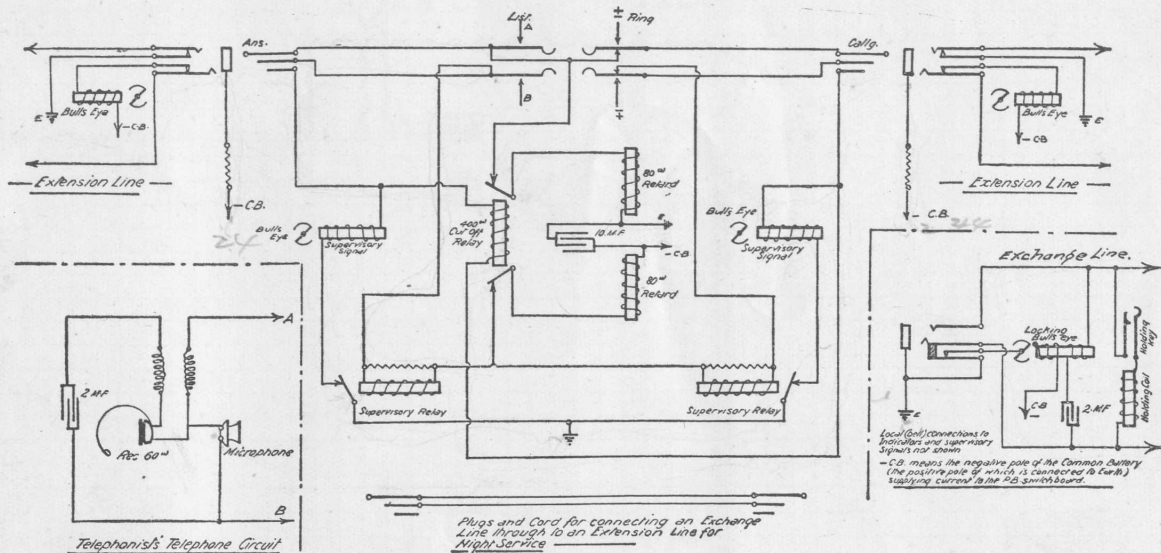 List.
A
± Ring
Ans.
Callg.
E
Bulls Eye
- C.B.
Extension Line
- C.B.
B
∓
E
Bulls Eye
- C.B
Extension Line
- C.B.
80ω
Retard
400ω
Cut Off
Relay
10 MF
E
- C.B
80ω
Retard
Bulls
Eye
Supervisory
Signal
Bulls Eye
Supervisory
Signal
Supervisory Relay
Supervisory Relay
A
2 MF
Rec 60ω
Microphone
B
Telephonist's Telephone Circuit
Exchange Line.
Locking
Bulls Eye
Holding Key
Holding Coil
E
C.B
2.MF
Local (bell) connections to
Indicators and supervisory
Signals not shown
- C.B. means the negative pole of the Common Battery
(the positive pole of which is connected to Earth)
supplying current to the P.B. switchboard.
Plugs and Cord for connecting an Exchange
Line through to an Extension Line for
Night Service